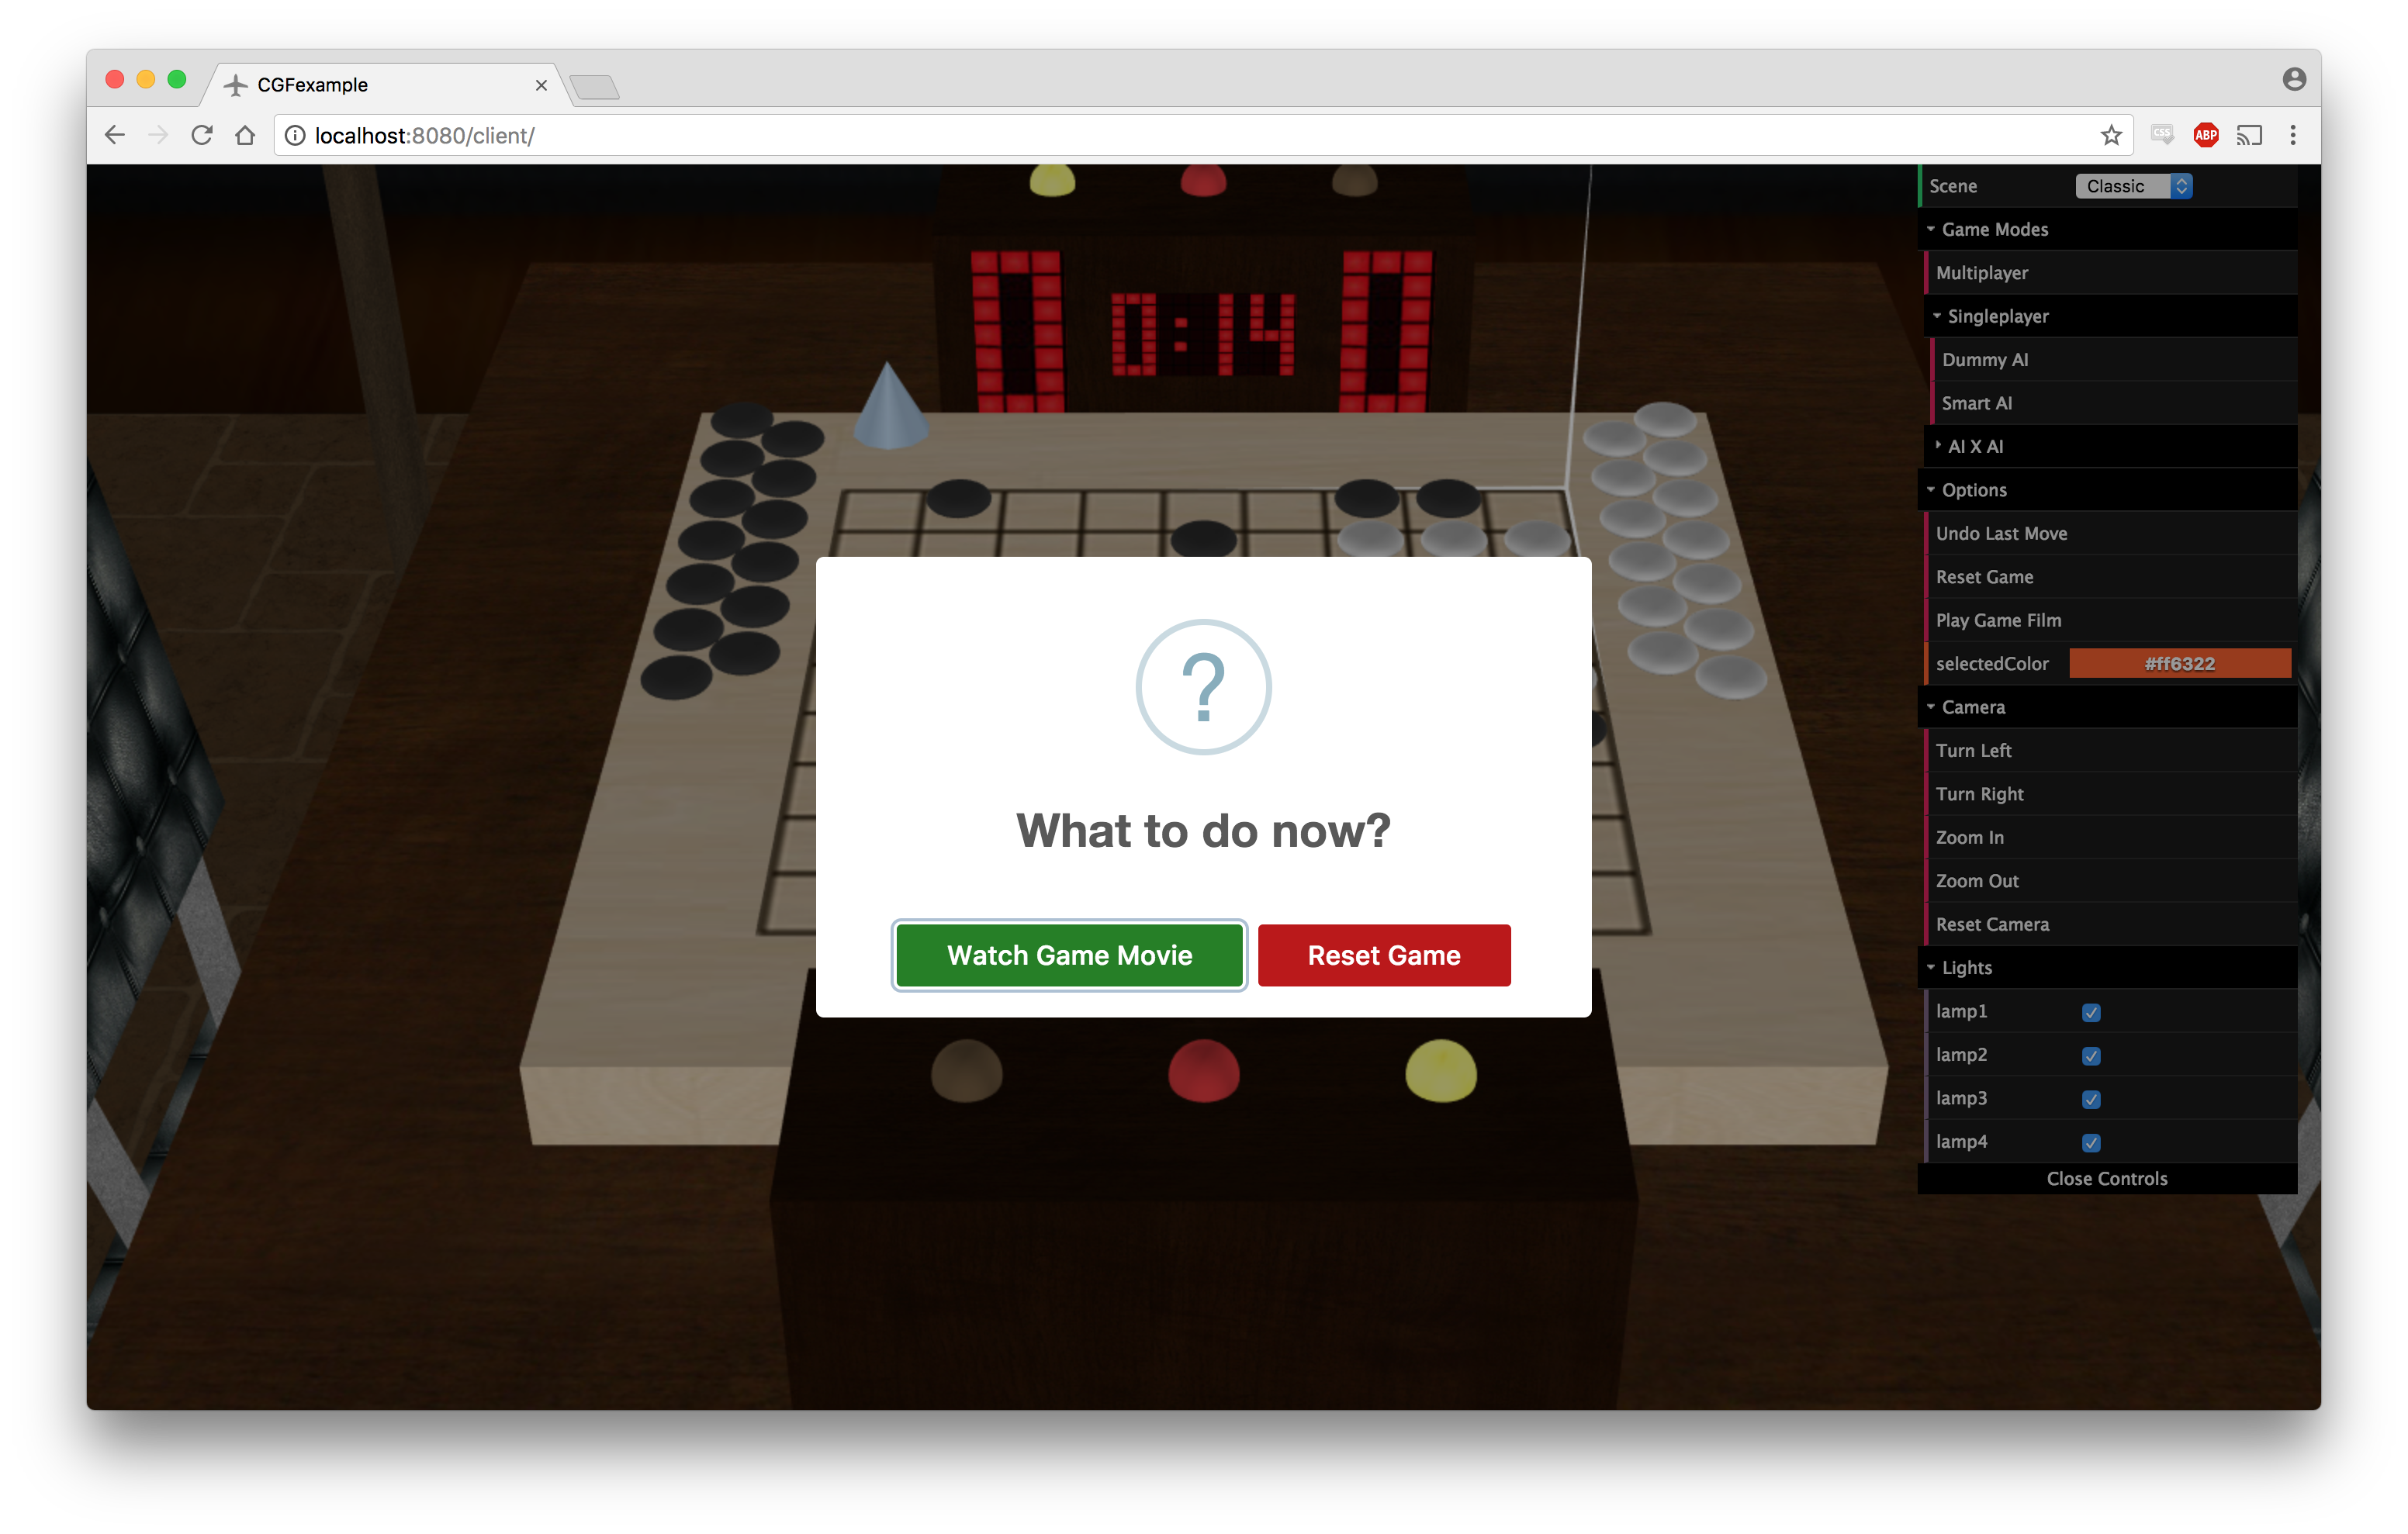 CGFexample
localhost:8080/client/
CSS
ABP
Scene Classic
Game Modes
Multiplayer
Singleplayer
Dummy AI
Smart AI
AI X AI
Options
Undo Last Move
Reset Game
Play Game Film
selectedColor #ff6322
Camera
Turn Left
Turn Right
Zoom In
Zoom Out
Reset Camera
Lights
lamp1
lamp2
lamp3
lamp4
Close Controls
0 0:14 0
?
What to do now?
Watch Game Movie Reset Game